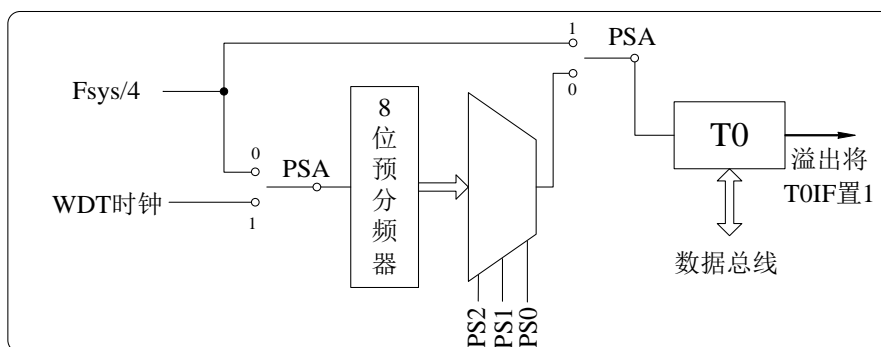 1
PSA
0
Fsys/4
8
位
预
分
频
器
T0
溢出将
T0IF置1
0
PSA
1
WDT时钟
数据总线
PS2
PS1
PS0